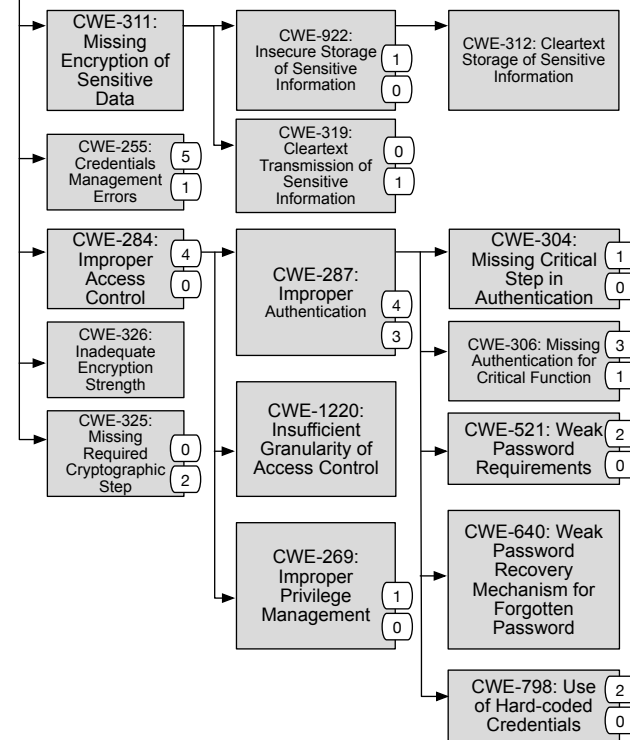 CWE-311:
Missing
Encryption of
Sensitive
Data
CWE-922:
Insecure Storage
of Sensitive
Information
1
0
CWE-312: Cleartext
Storage of Sensitive
Information
CWE-319:
Cleartext
Transmission of
Sensitive
Information
0
1
CWE-255:
Credentials
Management
Errors
5
1
CWE-284:
Improper
Access
Control
4
0
CWE-287:
Improper
Authentication
4
3
CWE-304:
Missing Critical
Step in
Authentication
1
0
CWE-306: Missing
Authentication for
Critical Function
3
1
CWE-326:
Inadequate
Encryption
Strength
CWE-325:
Missing
Required
Cryptographic
Step
0
2
CWE-1220:
Insufficient
Granularity of
Access Control
CWE-521: Weak
Password
Requirements
2
0
CWE-269:
Improper
Privilege
Management
1
0
CWE-640: Weak
Password
Recovery
Mechanism for
Forgotten
Password
CWE-798: Use
of Hard-coded
Credentials
2
0